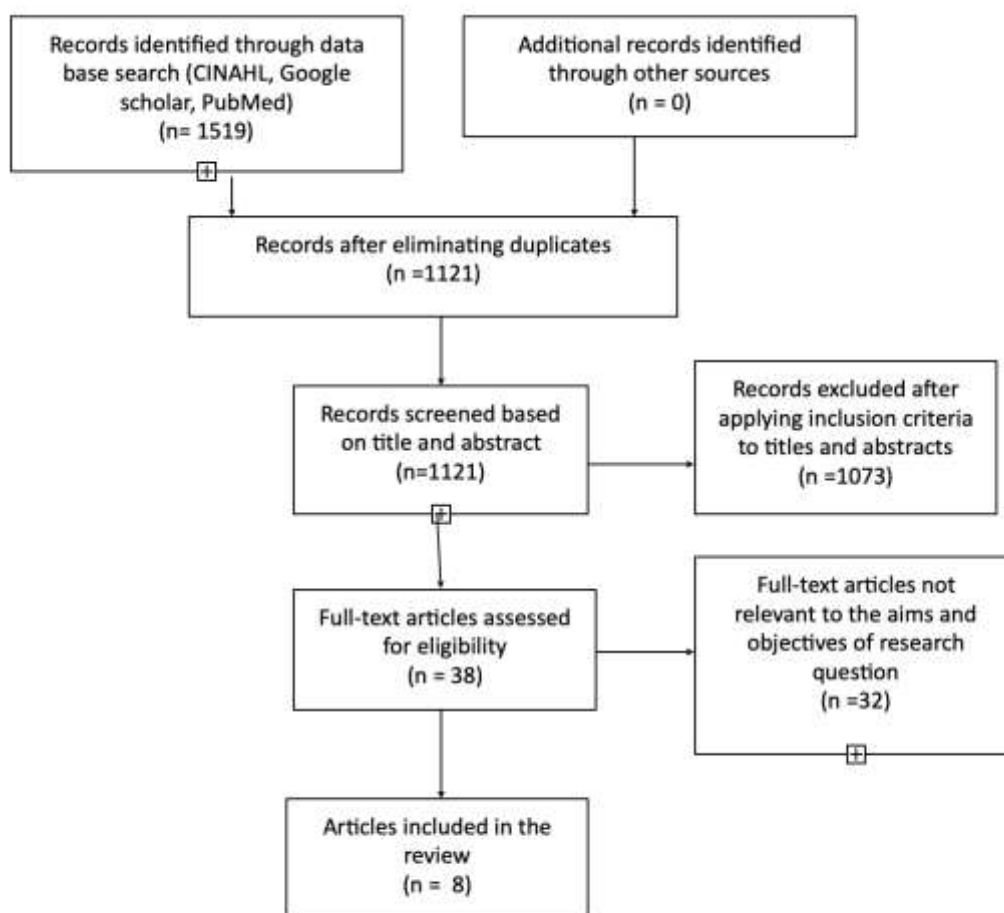 Records identified through data
base search (CINAHL, Google
scholar, PubMed)
(n= 1519)
Additional records identified
through other sources
(n = 0)
Records after eliminating duplicates
(n =1121)
Records screened based
on title and abstract
(n=1121)
Records excluded after
applying inclusion criteria
to titles and abstracts
(n =1073)
Full-text articles assessed
for eligibility
(n = 38)
Full-text articles not
relevant to the aims and
objectives of research
question
(n =32)
Articles included in the
review
(n = 8)